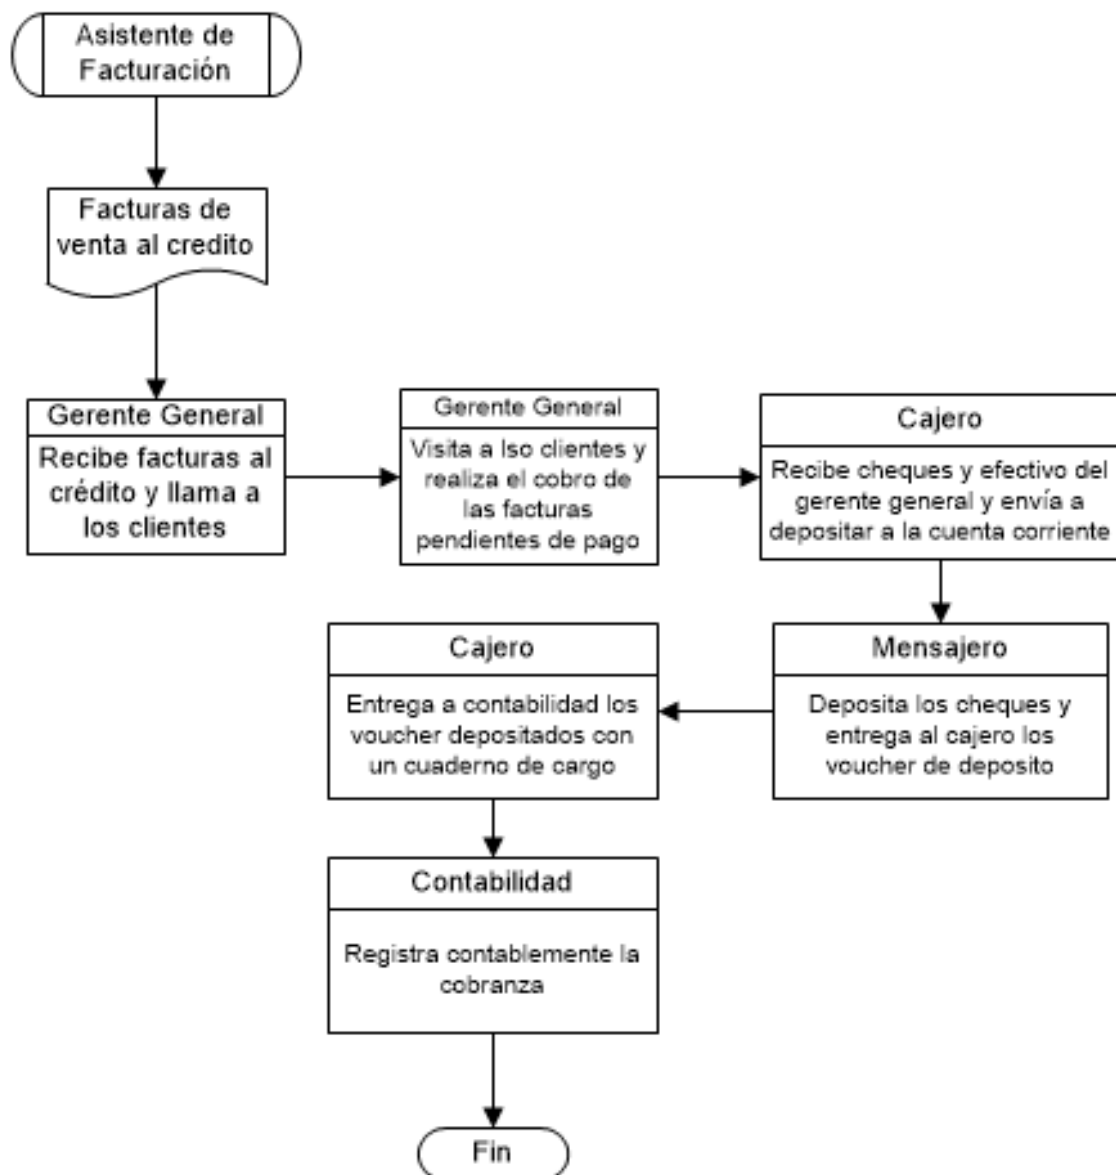 Asistente de
Facturación
Facturas de
venta al credito
Gerente General
Recibe facturas al
crédito y llama a
los clientes
Gerente General
Visita a lso clientes y
realiza el cobro de
las facturas
pendientes de pago
Cajero
Recibe cheques y efectivo del
gerente general y envía a
depositar a la cuenta corriente
Mensajero
Deposita los cheques y
entrega al cajero los
voucher de deposito
Cajero
Entrega a contabilidad los
voucher depositados con
un cuaderno de cargo
Contabilidad
Registra contablemente la
cobranza
Fin